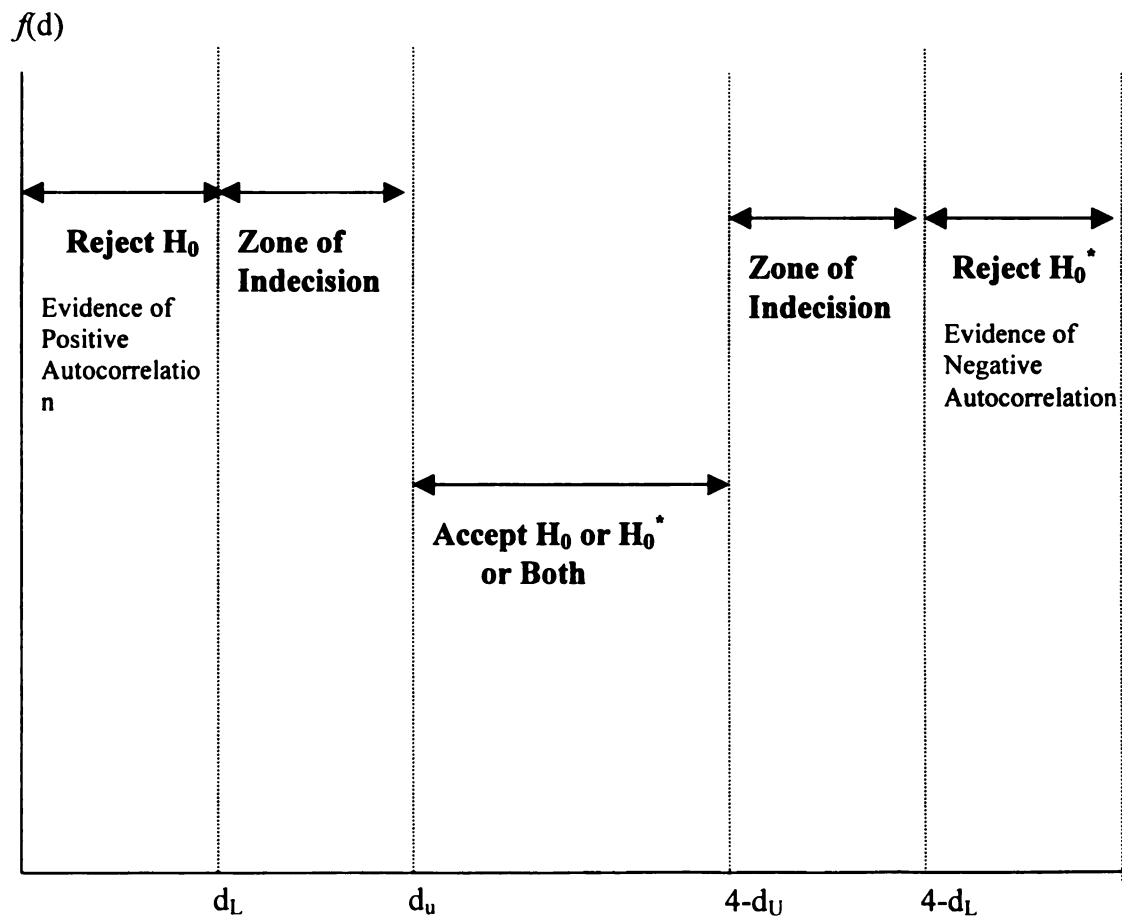 f(d)
Reject H₀
Evidence of
Positive
Autocorrelatio
n
Zone of
Indecision
Accept H₀ or H₀*
or Both
Zone of
Indecision
Reject H₀*
Evidence of
Negative
Autocorrelation
d_L d_u 4-d_U 4-d_L